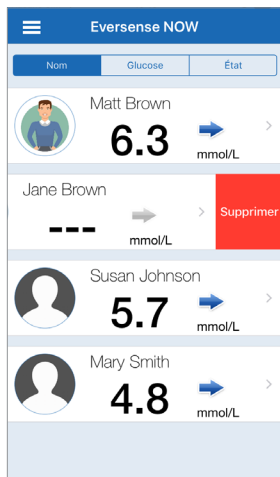 Eversense NOW
Nom Glucose État
Matt Brown
6.3
mmol/L
Jane Brown
---
mmol/L
Supprimer
Susan Johnson
5.7
mmol/L
Mary Smith
4.8
mmol/L